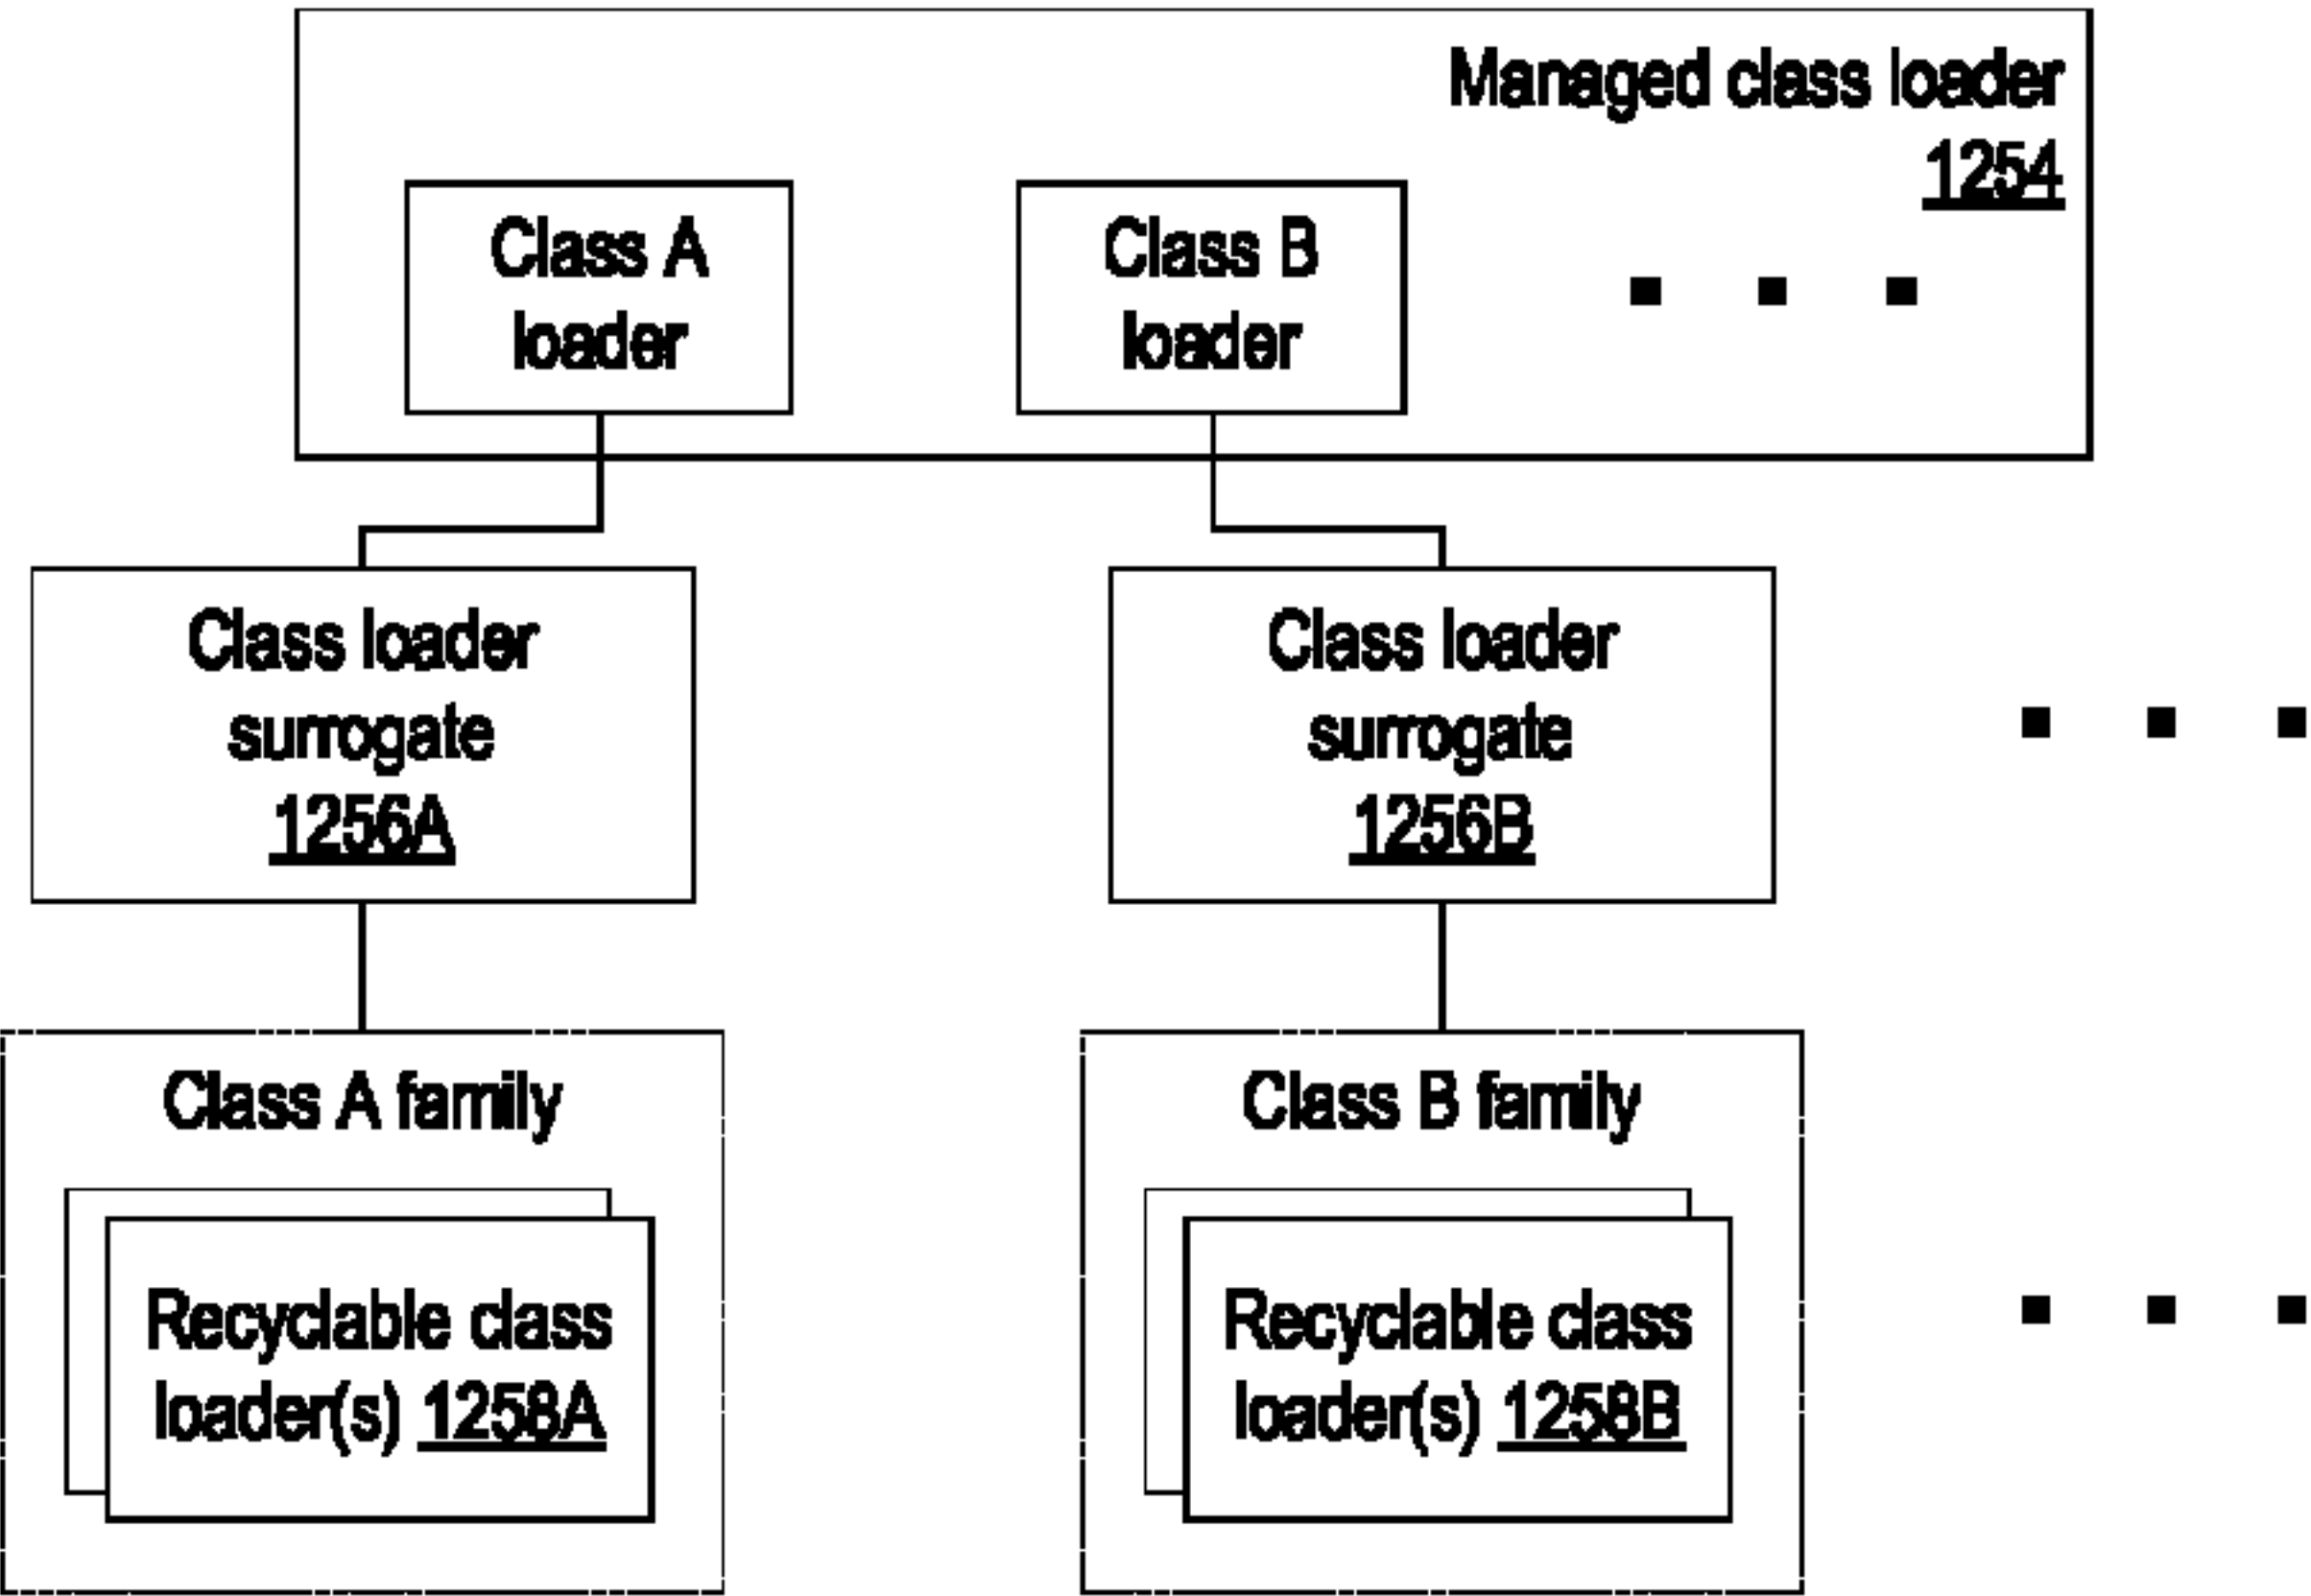 Managed class loader
1254
Class A
loader
Class B
loader
Class loader
surrogate
1256A
Class loader
surrogate
1256B
Class A family
Recyclable class
loader(s) 1258A
Class B family
Recyclable class
loader(s) 1258B